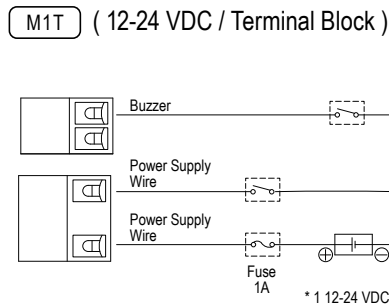 M1T ( 12-24 VDC / Terminal Block )
Buzzer
Power Supply
Wire
Power Supply
Wire
Fuse
1A
* 1 12-24 VDC